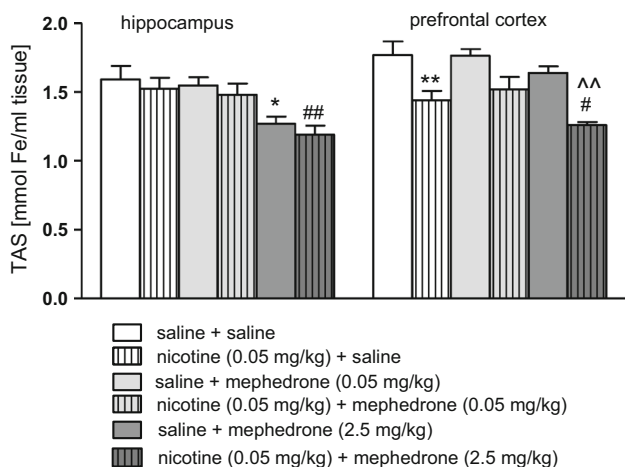 hippocampus prefrontal cortex
TAS [mmol Fe/ml tissue]
2.0
1.5
1.0
0.5
0.0
* ## ** ^^
#
saline + saline
nicotine (0.05 mg/kg) + saline
saline + mephedrone (0.05 mg/kg)
nicotine (0.05 mg/kg) + mephedrone (0.05 mg/kg)
saline + mephedrone (2.5 mg/kg)
nicotine (0.05 mg/kg) + mephedrone (2.5 mg/kg)